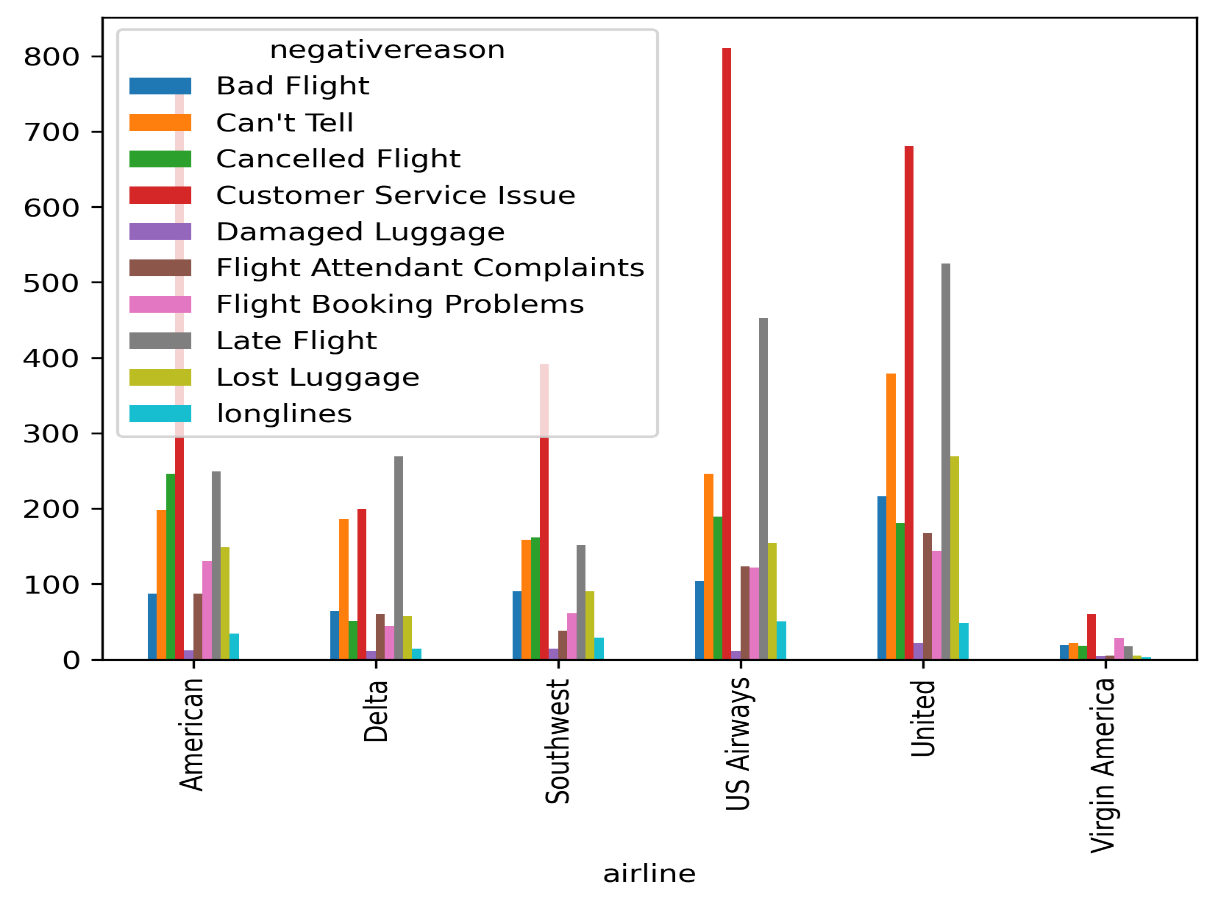 negativereason
Bad Flight
Can't Tell
Cancelled Flight
Customer Service Issue
Damaged Luggage
Flight Attendant Complaints
Flight Booking Problems
Late Flight
Lost Luggage
longlines
800
700
600
500
400
300
200
100
0
American
Delta
Southwest
US Airways
United
Virgin America
airline